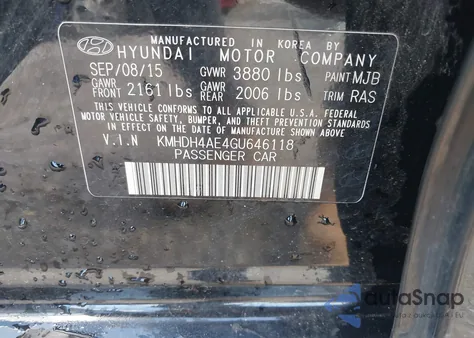 MANUFACTURED IN KOREA BY
HYUNDAI MOTOR COMPANY
SEP/08/15 GVWR 3880 lbs PAINT MJB
GAWR FRONT 2161 lbs GAWR REAR 2006 lbs TRIM RAS
THIS VEHICLE CONFORMS TO ALL APPLICABLE U.S.A FEDERAL
MOTOR VEHICLE SAFETY, BUMPER, AND THEFT PREVENTION
STANDARDS IN EFFECT ON THE DATE OF MANUFACTURE SHOWN ABOVE.
V.I.N KMHDH4AE4GU646118
PASSENGER CAR
autaSnap